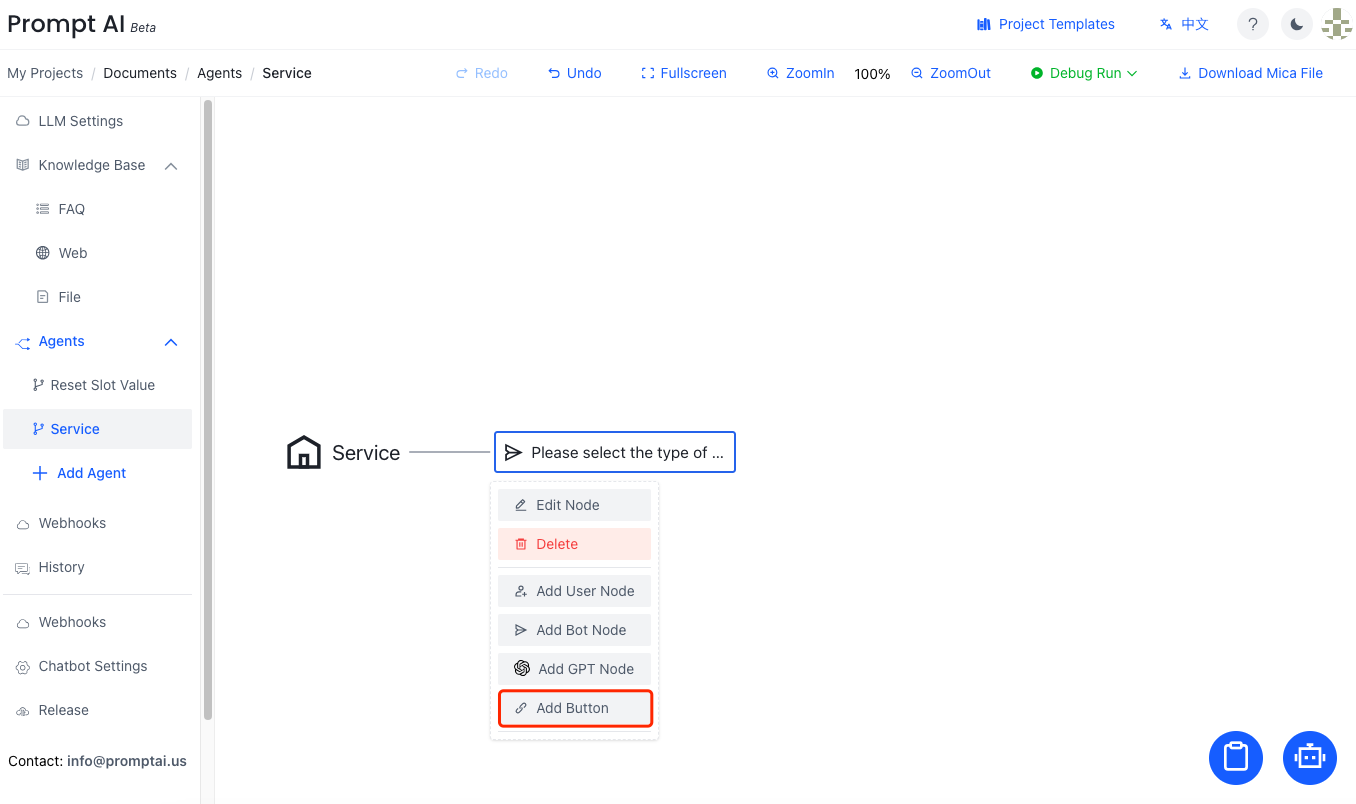 Prompt AI Beta
Project Templates
中文
?
My Projects / Documents / Agents / Service
Redo
Undo
Fullscreen
ZoomIn
100%
ZoomOut
Debug Run
Download Mica File
LLM Settings
Knowledge Base
FAQ
Web
File
Agents
Reset Slot Value
Service
Add Agent
Webhooks
History
Webhooks
Chatbot Settings
Release
Contact: info@promptai.us
Service
Please select the type of ...
Edit Node
Delete
Add User Node
Add Bot Node
Add GPT Node
Add Button